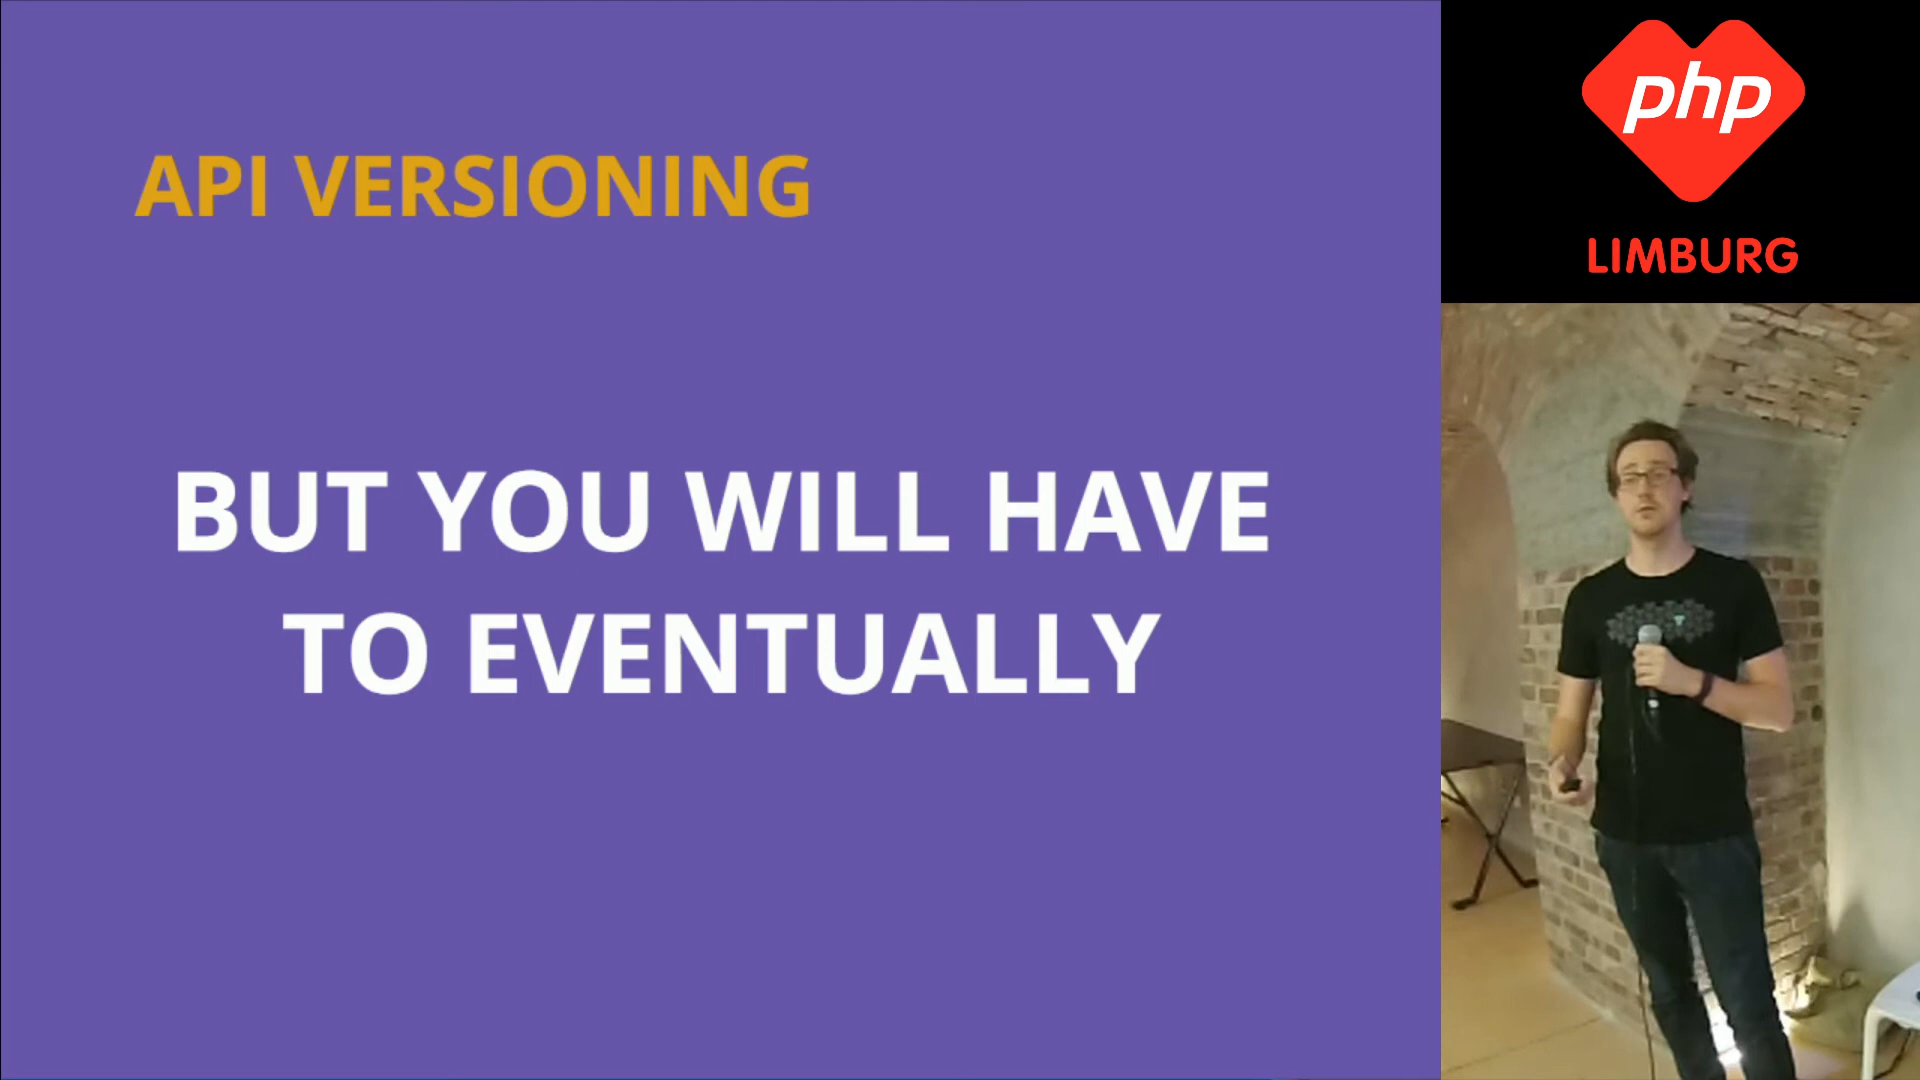 API VERSIONING
BUT YOU WILL HAVE
TO EVENTUALLY
php
LIMBURG